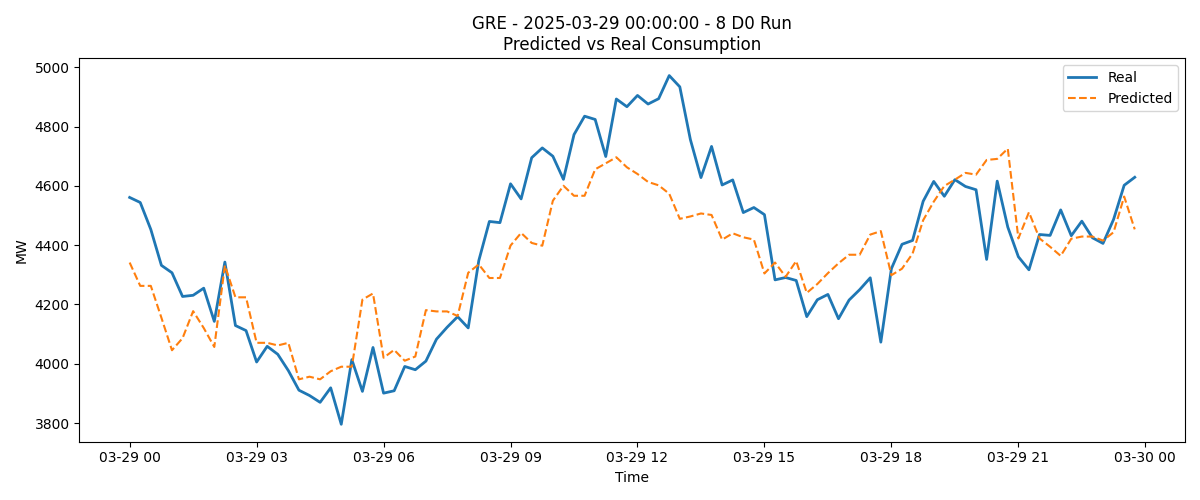 GRE - 2025-03-29 00:00:00 - 8 D0 Run
Predicted vs Real Consumption
Real
Predicted
MW
5000
4800
4600
4400
4200
4000
3800
03-29 00
03-29 03
03-29 06
03-29 09
03-29 12
03-29 15
03-29 18
03-29 21
03-30 00
Time